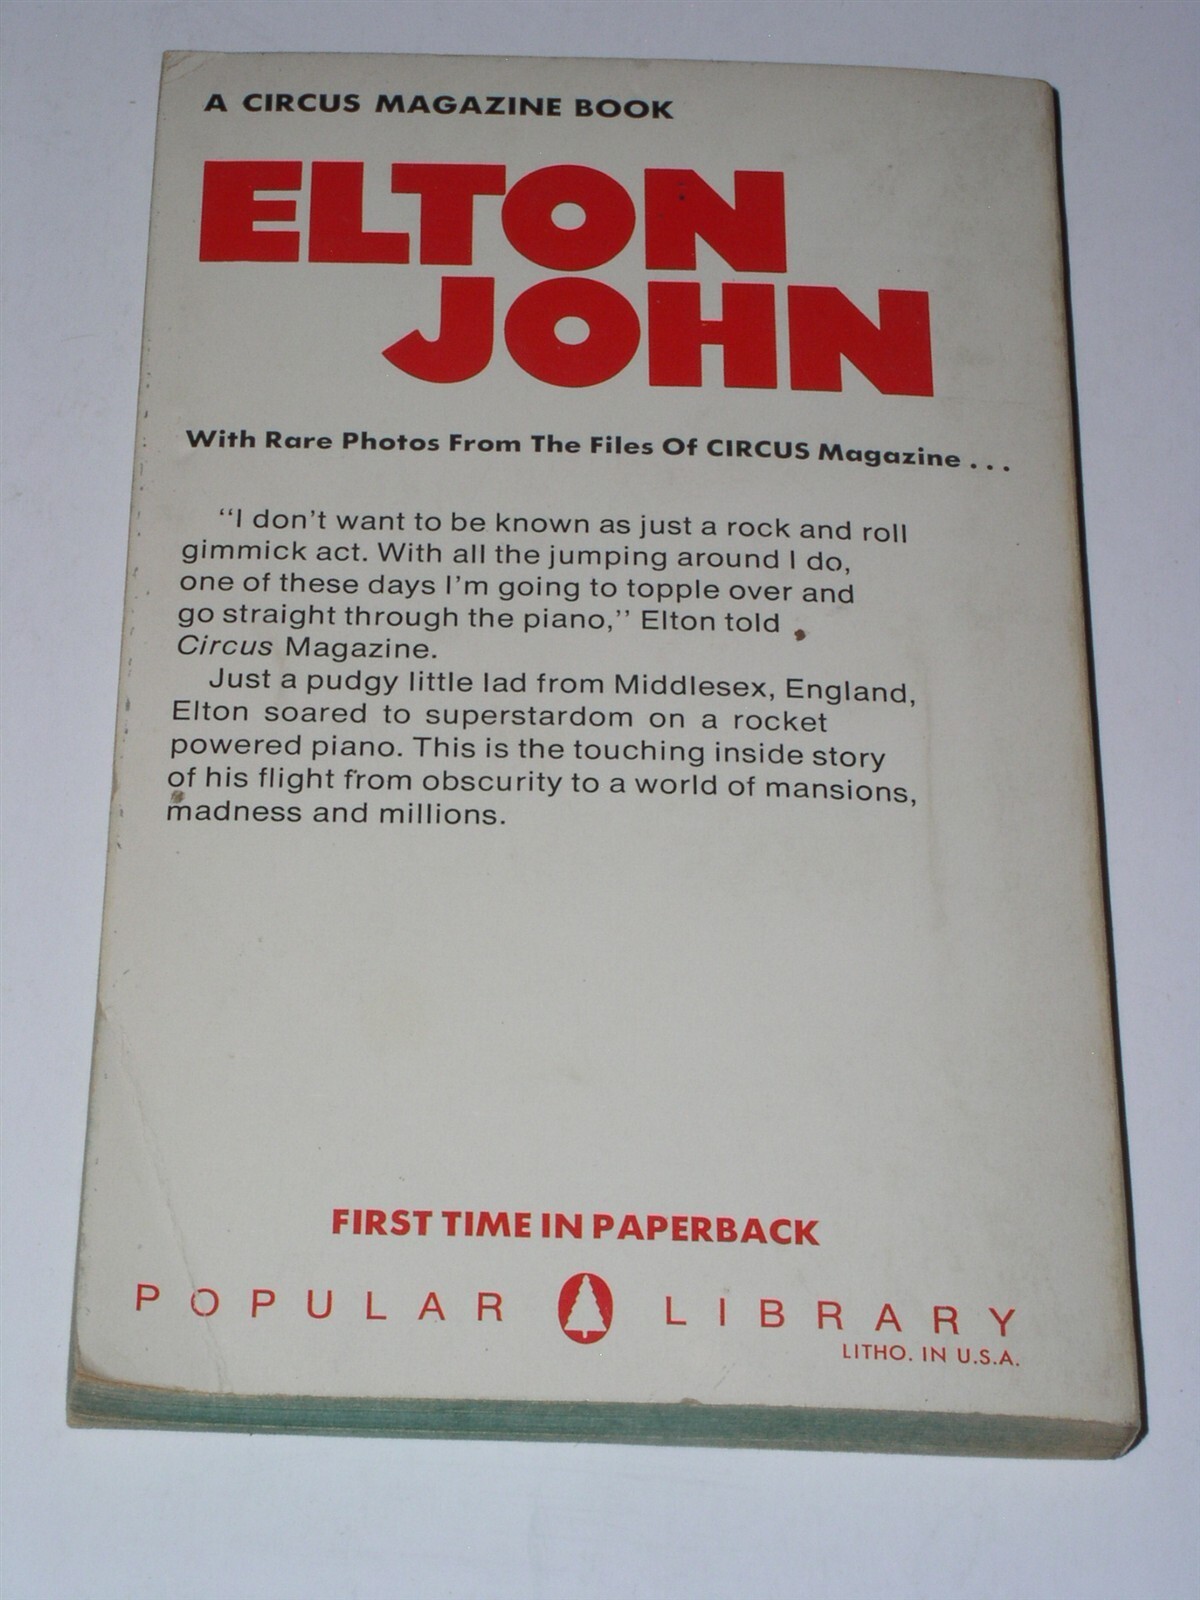 A CIRCUS MAGAZINE BOOK
ELTON
JOHN
With Rare Photos From The Files Of CIRCUS Magazine . . .
"I don't want to be known as just a rock and roll
gimmick act. With all the jumping around I do,
one of these days I'm going to topple over and
go straight through the piano," Elton told
Circus Magazine.
Just a pudgy little lad from Middlesex, England,
Elton soared to superstardom on a rocket
powered piano. This is the touching inside story
of his flight from obscurity to a world of mansions,
madness and millions.
FIRST TIME IN PAPERBACK
POPULAR LIBRARY
LITHO. IN U.S.A.